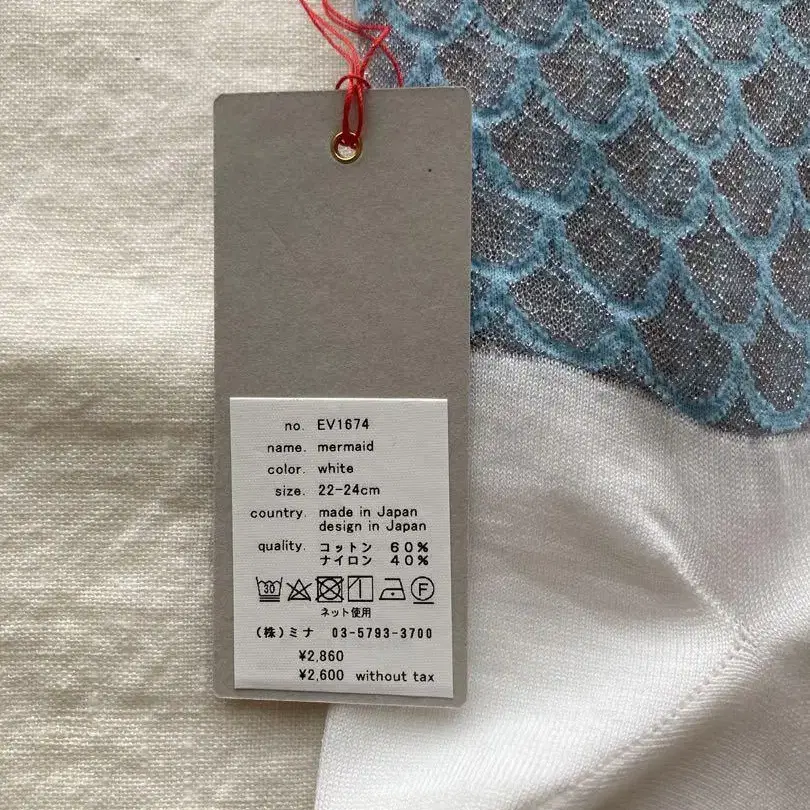 no. EV1674
name. mermaid
color. white
size. 22-24cm
country. made in Japan
design in Japan
quality. コットン 60%
ナイロン 40%
30 F
ネット使用
(株)ミナ 03-5793-3700
¥2,860
¥2,600 without tax